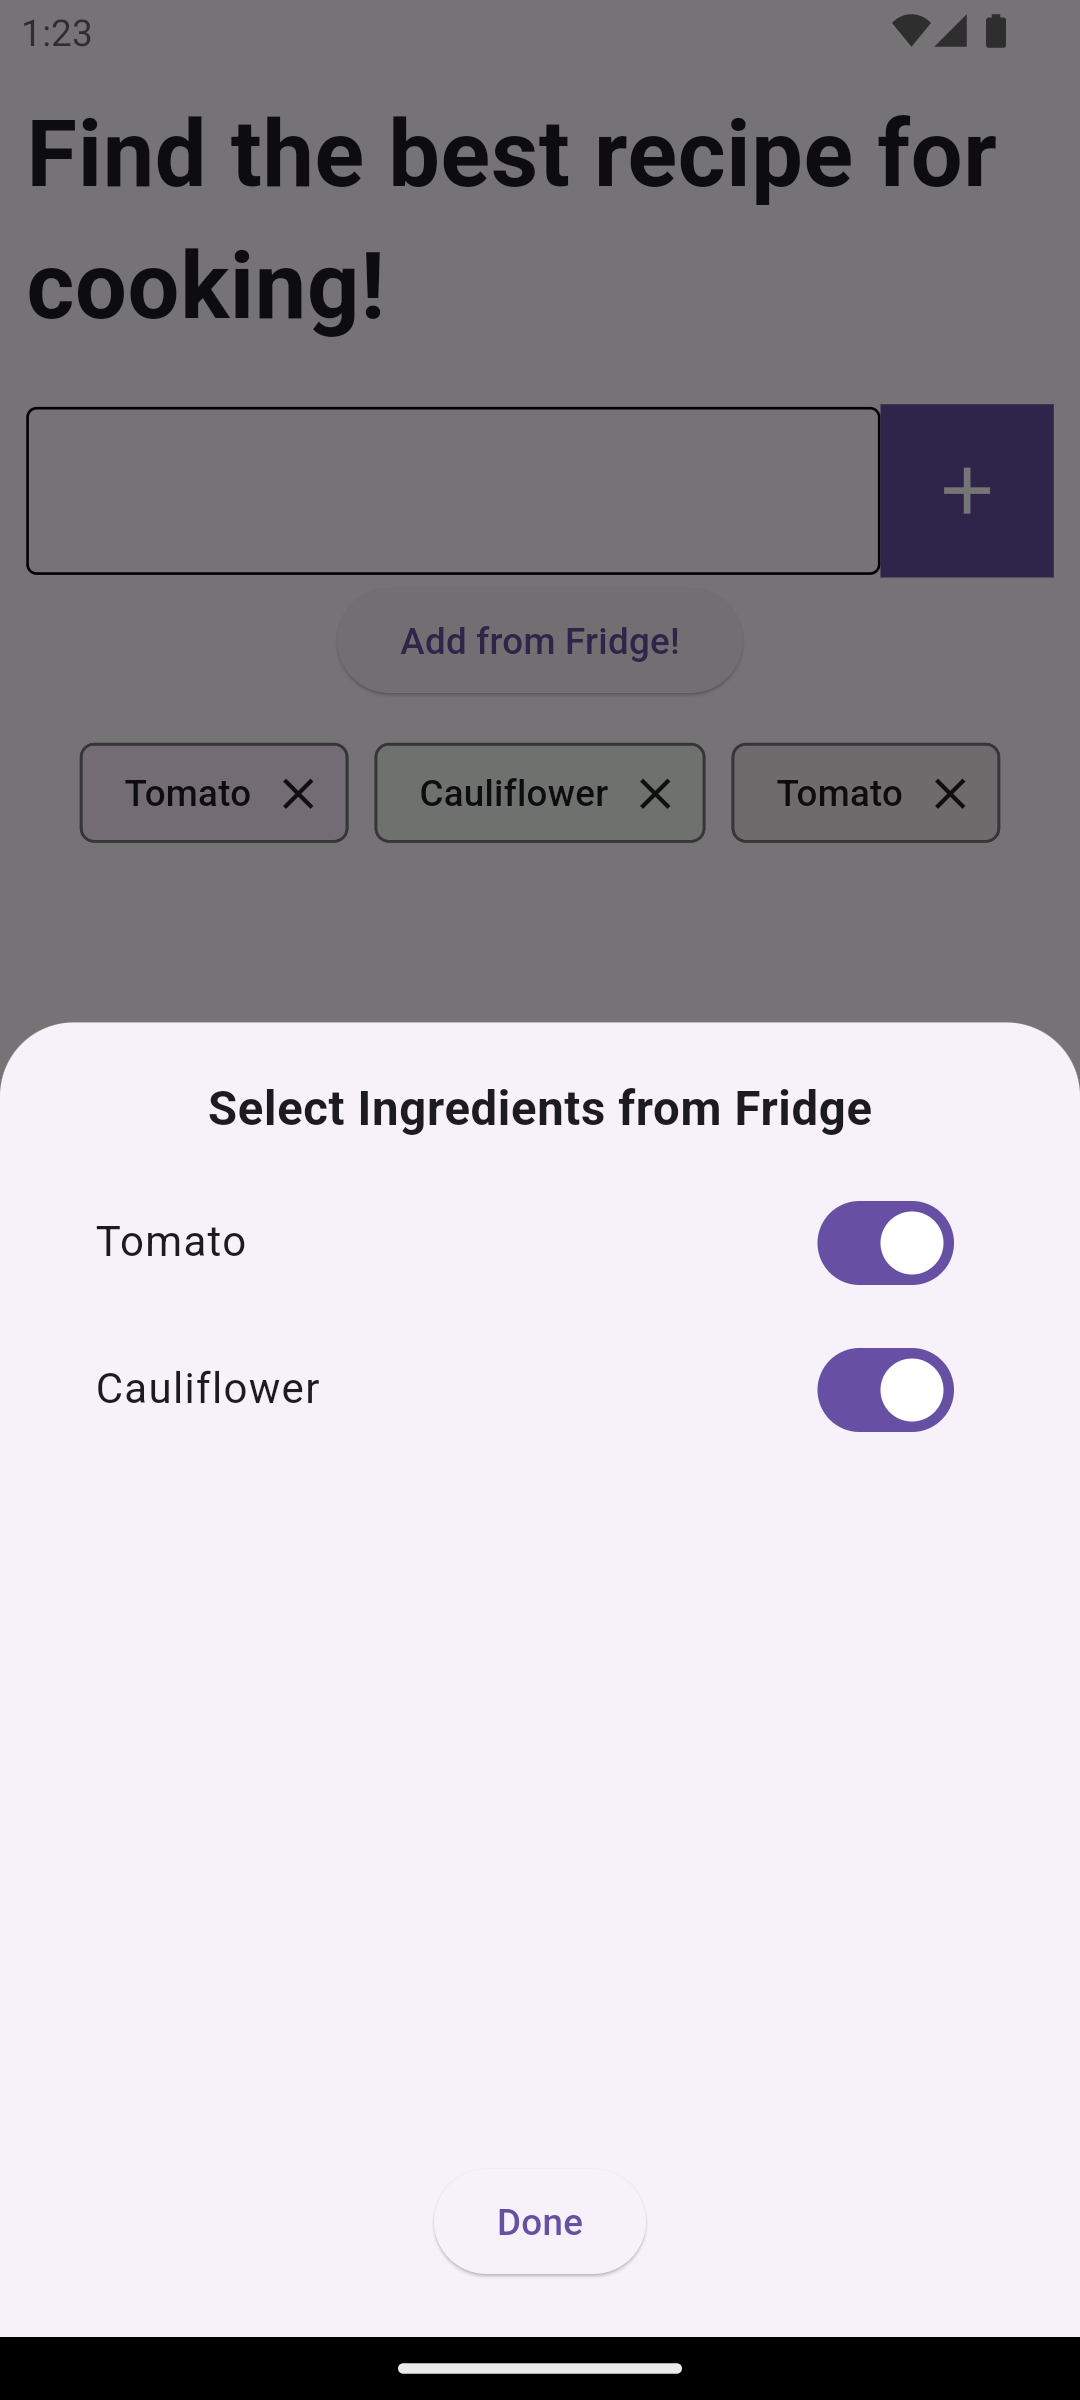 1:23
Find the best recipe for
cooking!
Add from Fridge!
Tomato Cauliflower Tomato
Select Ingredients from Fridge
Tomato
Cauliflower
Done